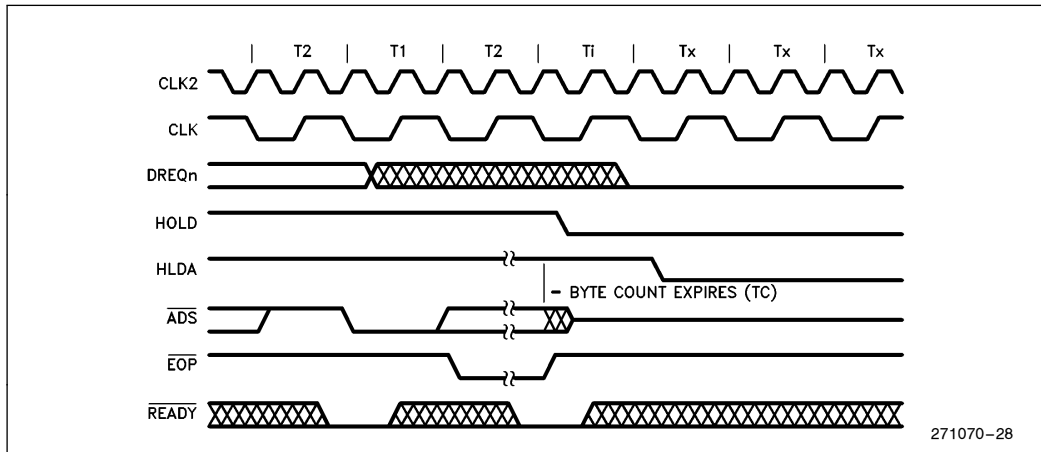 | T2 | T1 | T2 | Ti | Tx | Tx | Tx
CLK2
CLK
DREQn
HOLD
HLDA
- BYTE COUNT EXPIRES (TC)
ADS
EOP
READY
271070-28